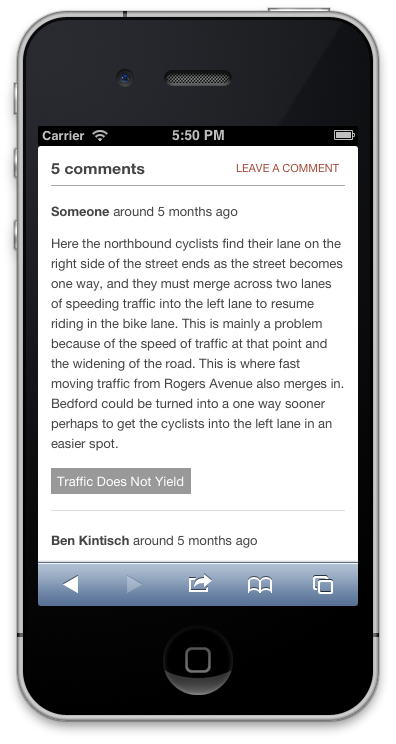 Carrier 5:50 PM
5 comments LEAVE A COMMENT
Someone around 5 months ago
Here the northbound cyclists find their lane on the
right side of the street ends as the street becomes
one way, and they must merge across two lanes
of speeding traffic into the left lane to resume
riding in the bike lane. This is mainly a problem
because of the speed of traffic at that point and
the widening of the road. This is where fast
moving traffic from Rogers Avenue also merges in.
Bedford could be turned into a one way sooner
perhaps to get the cyclists into the left lane in an
easier spot.
Traffic Does Not Yield
Ben Kintisch around 5 months ago